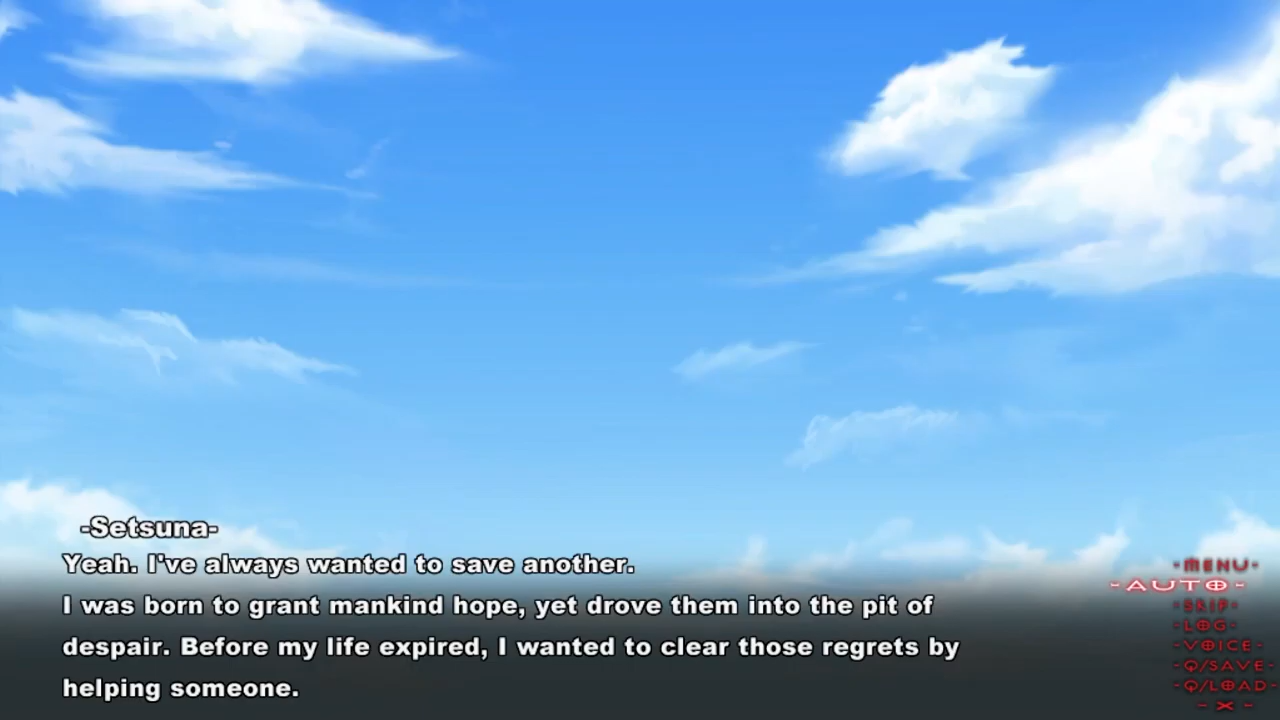 -Setsuna-
Yeah. I've always wanted to save another.
I was born to grant mankind hope, yet drove them into the pit of
despair. Before my life expired, I wanted to clear those regrets by
helping someone.
-MENU-
-AUTO-
-SKIP-
-LOG-
-VOICE-
-Q/SAVE-
-Q/LOAD-
-X-